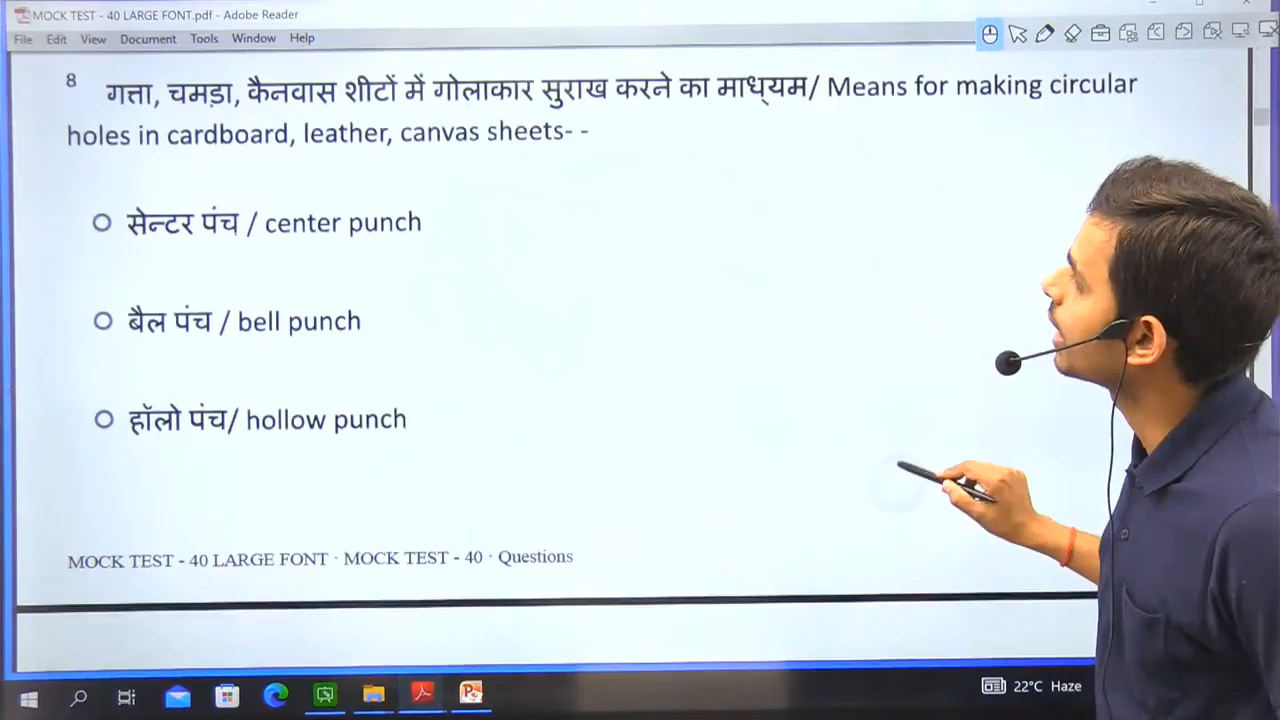 MOCK TEST - 40 LARGE FONT.pdf - Adobe Reader
File Edit View Document Tools Window Help
8 गत्ता, चमड़ा, कैनवास शीटों में गोलाकार सुराख करने का माध्यम/ Means for making circular
holes in cardboard, leather, canvas sheets- -
सेन्टर पंच / center punch
बैल पंच / bell punch
हॉलो पंच/ hollow punch
MOCK TEST - 40 LARGE FONT · MOCK TEST - 40 · Questions
22°C Haze